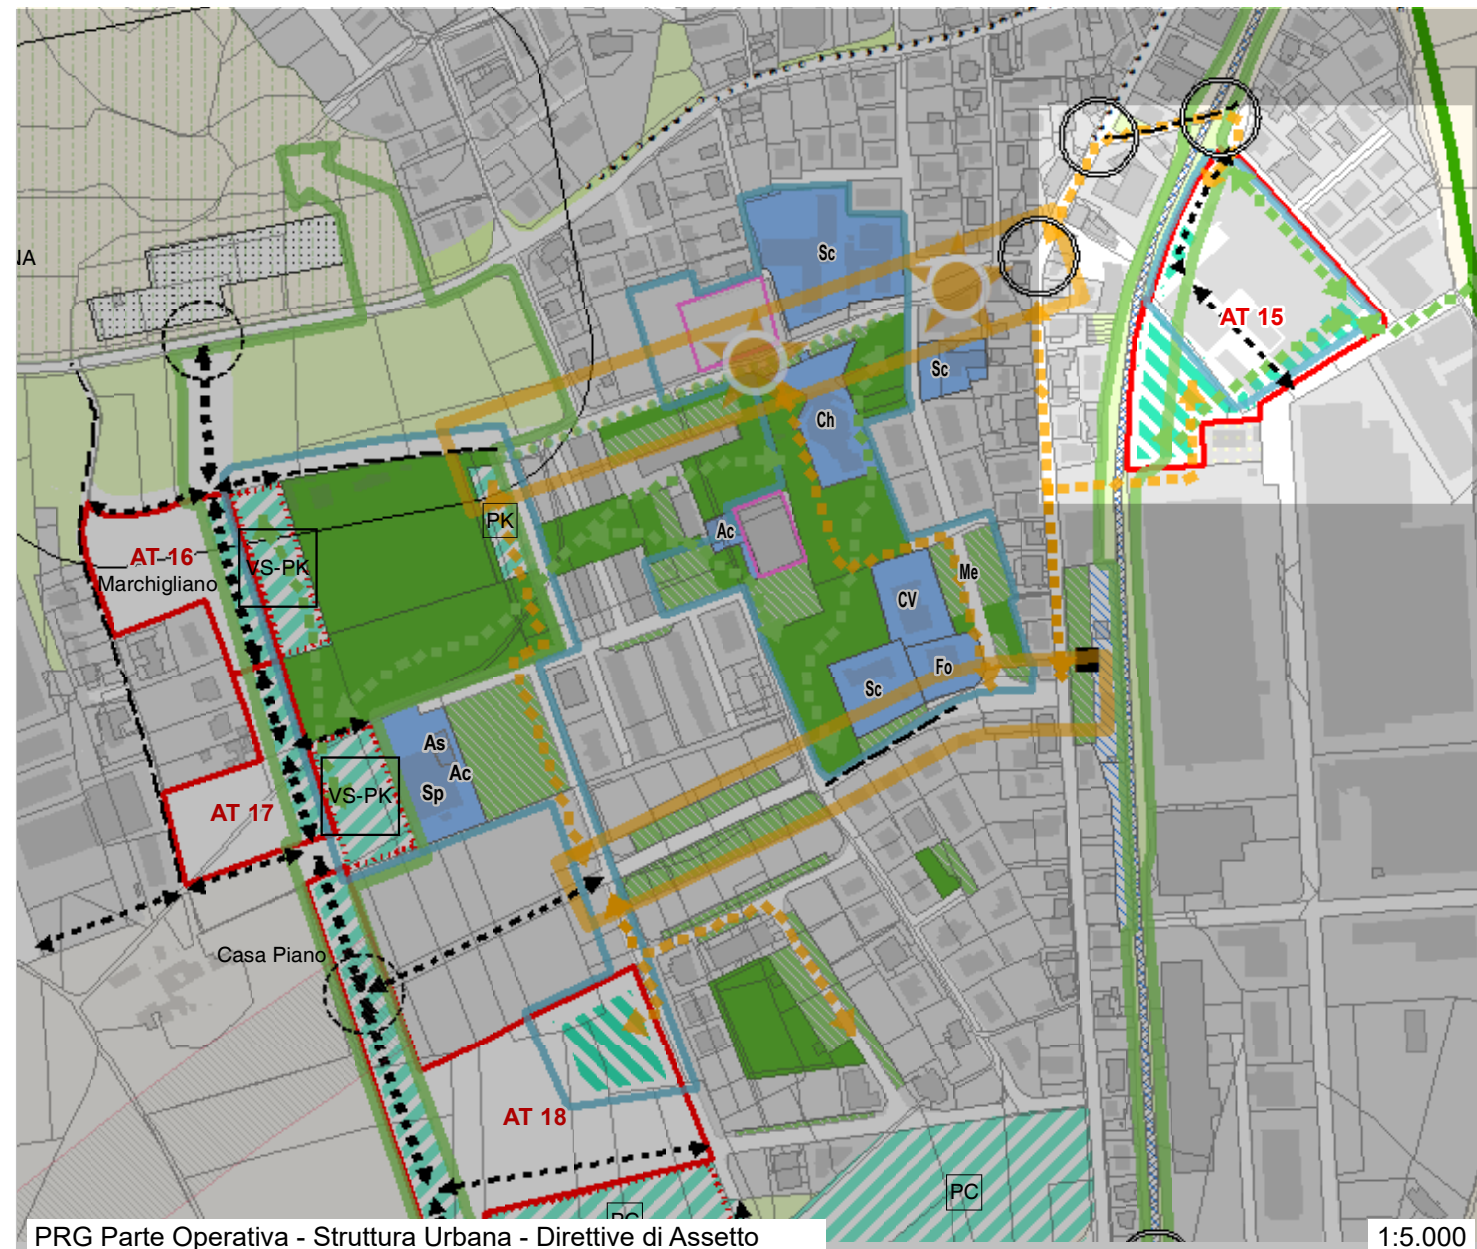 Sc
IA
AT 15
Sc
Ch
PK
Ac
AT 16
VS-PK
Marchigliano
Me
CV
Fo
Sc
As
Ac
Sp
VS-PK
AT 17
Casa Piano
AT 18
PC
PC
PRG Parte Operativa - Struttura Urbana - Direttive di Assetto
1:5.000